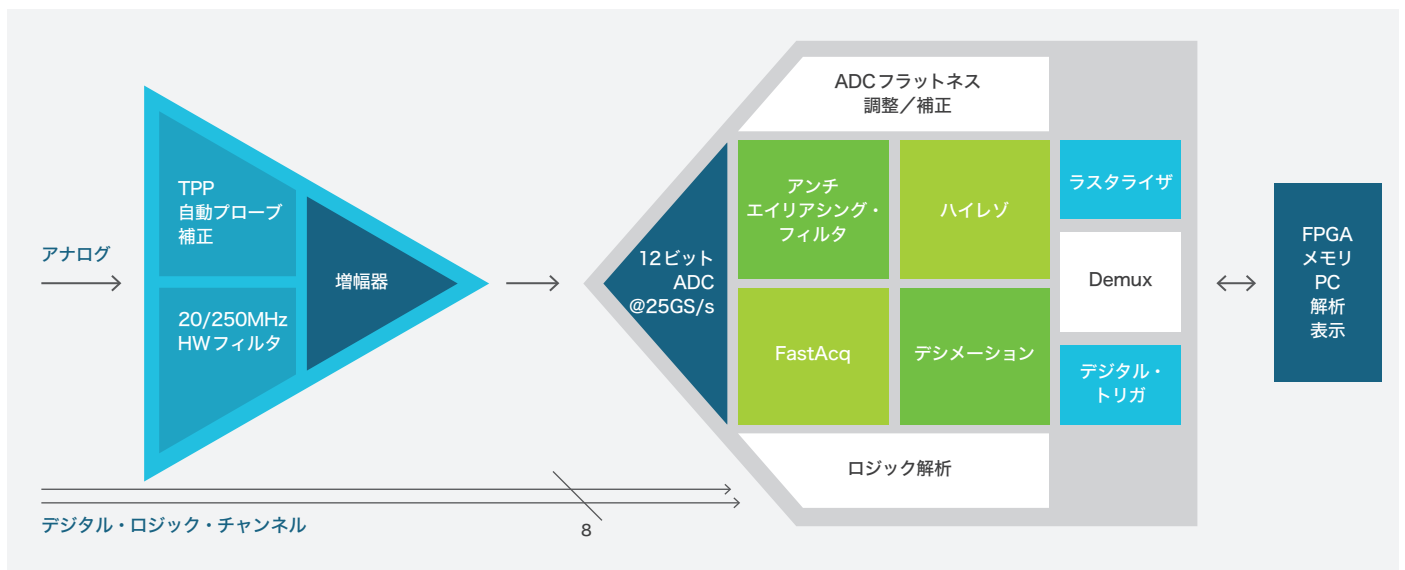 アナログ
TPP
自動プローブ
補正
20/250MHz
HWフィルタ
増幅器
12ビット
ADC
@25GS/s
ADCフラットネス
調整／補正
アンチ
エイリアシング・
フィルタ
ハイレゾ
FastAcq
デシメーション
ロジック解析
ラスタライザ
Demux
デジタル・
トリガ
FPGA
メモリ
PC
解析
表示
デジタル・ロジック・チャンネル
8